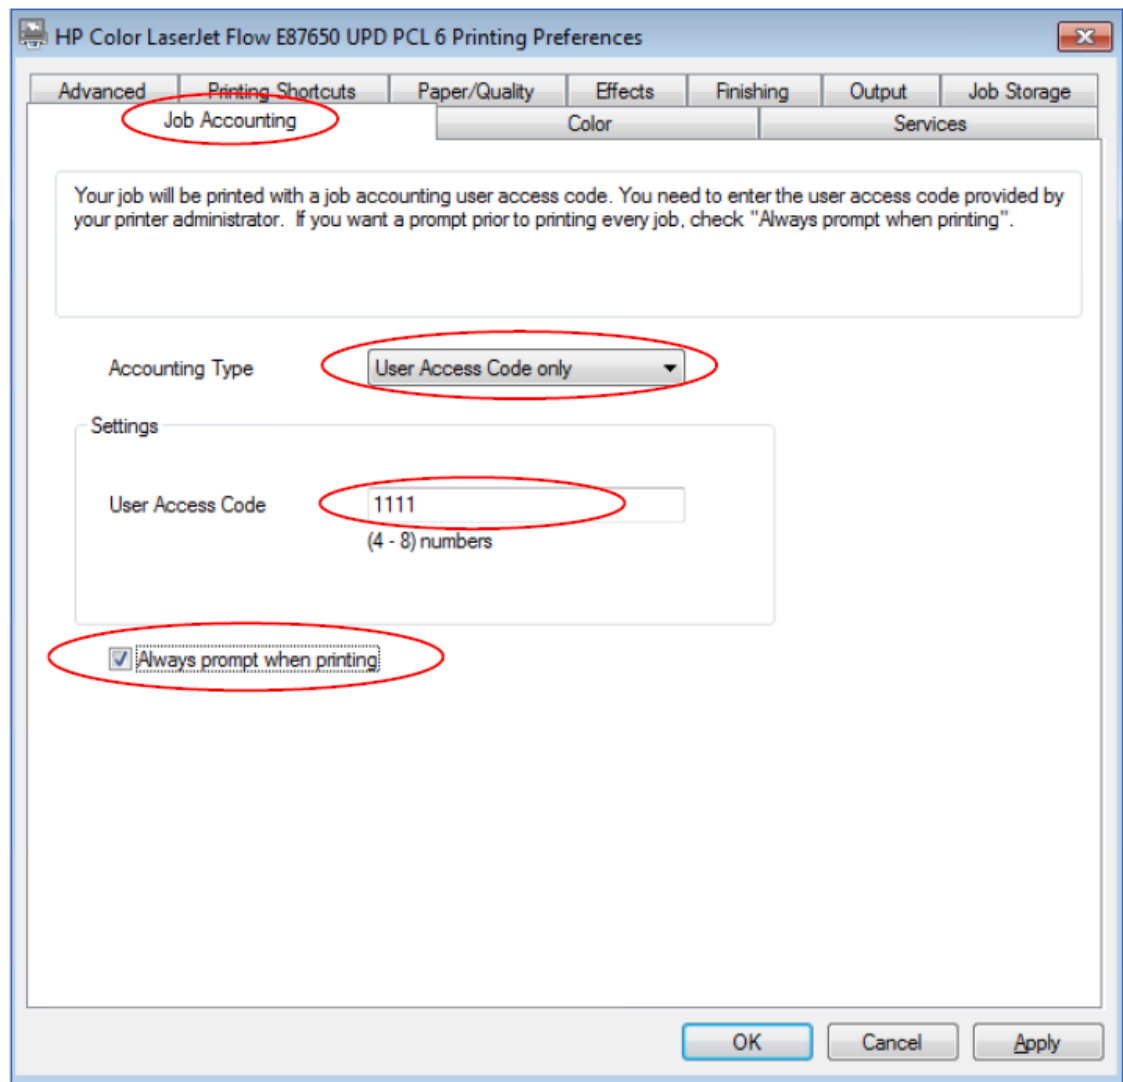 HP Color LaserJet Flow E87650 UPD PCL 6 Printing Preferences
Advanced Printing Shortcuts Paper/Quality Effects Finishing Output Job Storage
Job Accounting Color Services
Your job will be printed with a job accounting user access code. You need to enter the user access code provided by
your printer administrator. If you want a prompt prior to printing every job, check "Always prompt when printing".
Accounting Type User Access Code only
Settings
User Access Code 1111
(4 - 8) numbers
Always prompt when printing
OK Cancel Apply